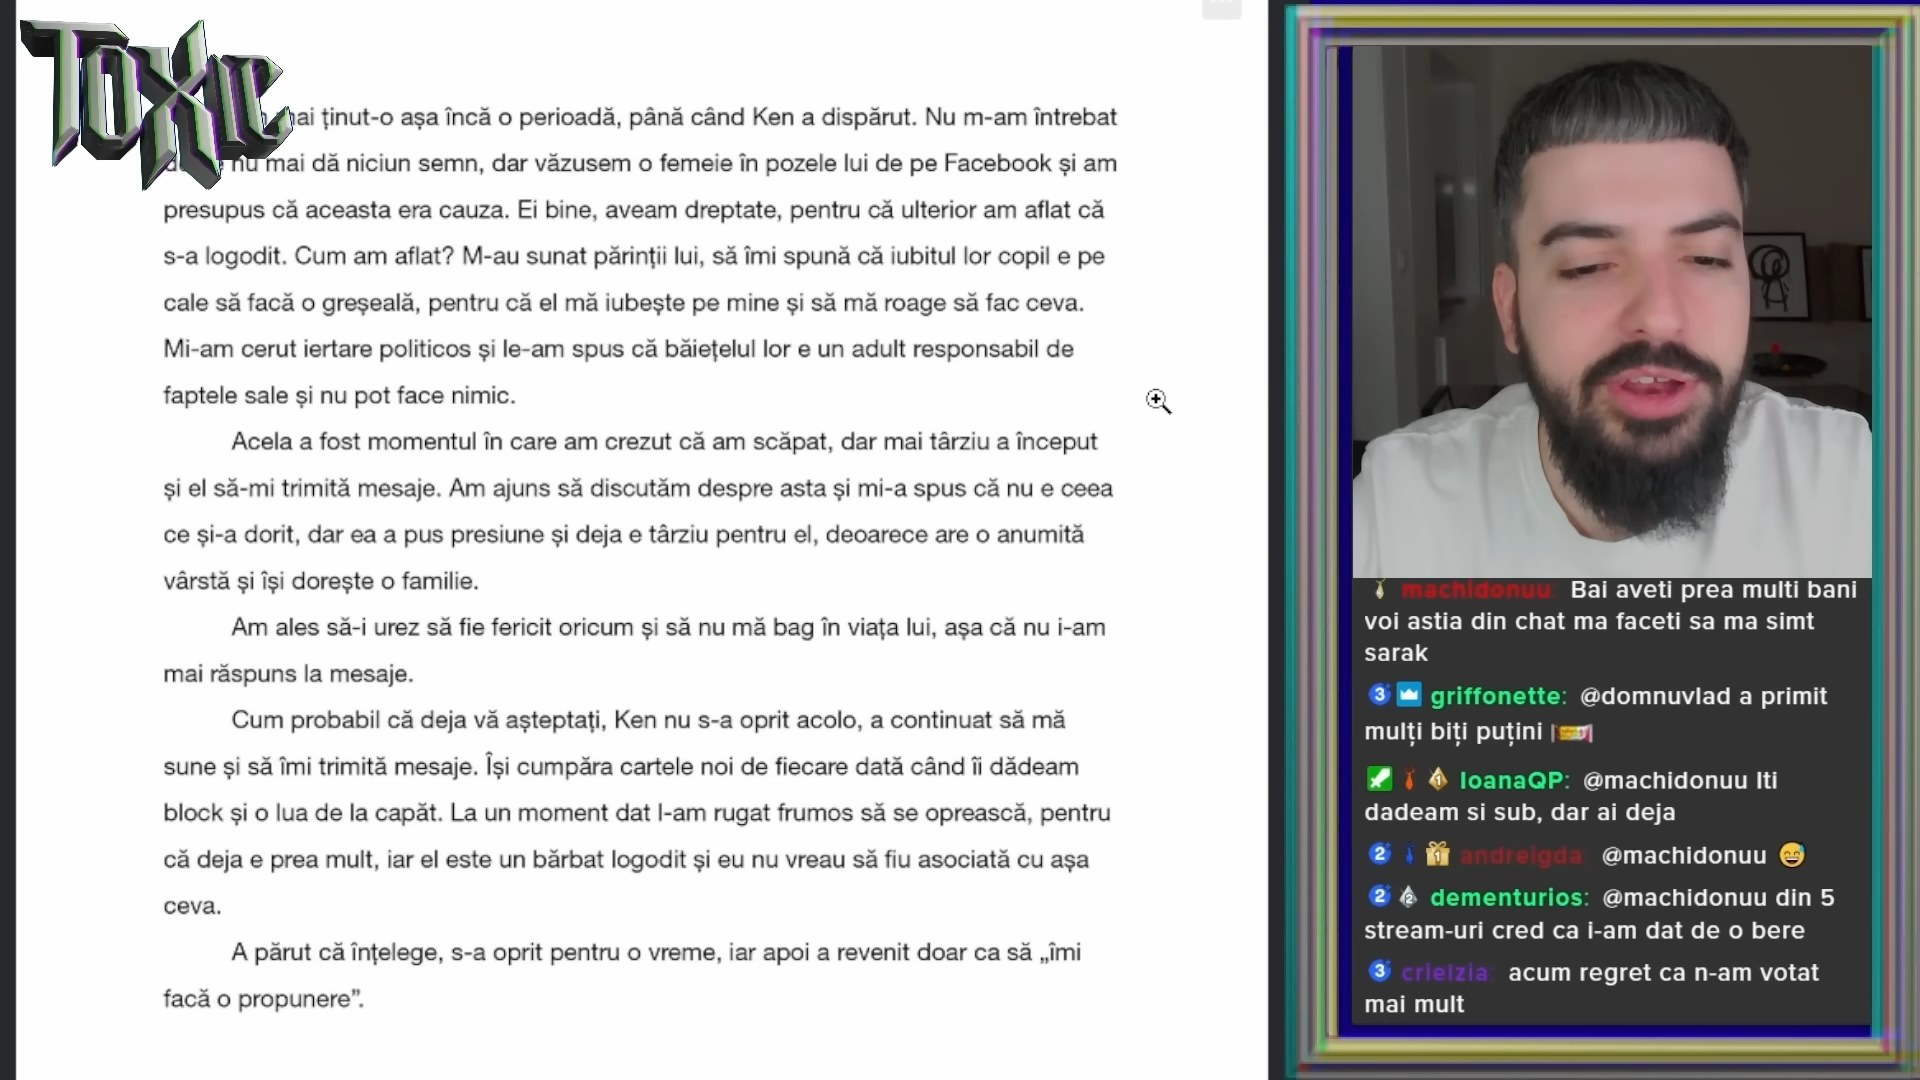 TOXIC
mai ținut-o așa încă o perioadă, până când Ken a dispărut. Nu m-am întrebat
nu mai dă niciun semn, dar văzusem o femeie în pozele lui de pe Facebook și am
presupus că aceasta era cauza. Ei bine, aveam dreptate, pentru că ulterior am aflat că
s-a logodit. Cum am aflat? M-au sunat părinții lui, să îmi spună că iubitul lor copil e pe
cale să facă o greșeală, pentru că el mă iubește pe mine și să mă roage să fac ceva.
Mi-am cerut iertare politicos și le-am spus că băiețelul lor e un adult responsabil de
faptele sale și nu pot face nimic.
Acela a fost momentul în care am crezut că am scăpat, dar mai târziu a început
și el să-mi trimită mesaje. Am ajuns să discutăm despre asta și mi-a spus că nu e ceea
ce și-a dorit, dar ea a pus presiune și deja e târziu pentru el, deoarece are o anumită
vârstă și își dorește o familie.
Am ales să-i urez să fie fericit oricum și să nu mă bag în viața lui, așa că nu i-am
mai răspuns la mesaje.
Cum probabil că deja vă așteptați, Ken nu s-a oprit acolo, a continuat să mă
sune și să îmi trimită mesaje. Își cumpăra cartele noi de fiecare dată când îi dădeam
block și o lua de la capăt. La un moment dat l-am rugat frumos să se oprească, pentru
că deja e prea mult, iar el este un bărbat logodit și eu nu vreau să fiu asociată cu așa
ceva.
A părut că înțelege, s-a oprit pentru o vreme, iar apoi a revenit doar ca să „îmi
facă o propunere”.
machidonuu: Bai aveti prea multi bani
voi astia din chat ma faceti sa ma simt
sarak
griffonette: @domnuvlad a primit
mulți biți puțini
IoanaQP: @machidonuu Iti
dadeam si sub, dar ai deja
andreigda: @machidonuu
dementurios: @machidonuu din 5
stream-uri cred ca i-am dat de o bere
crielzia: acum regret ca n-am votat
mai mult